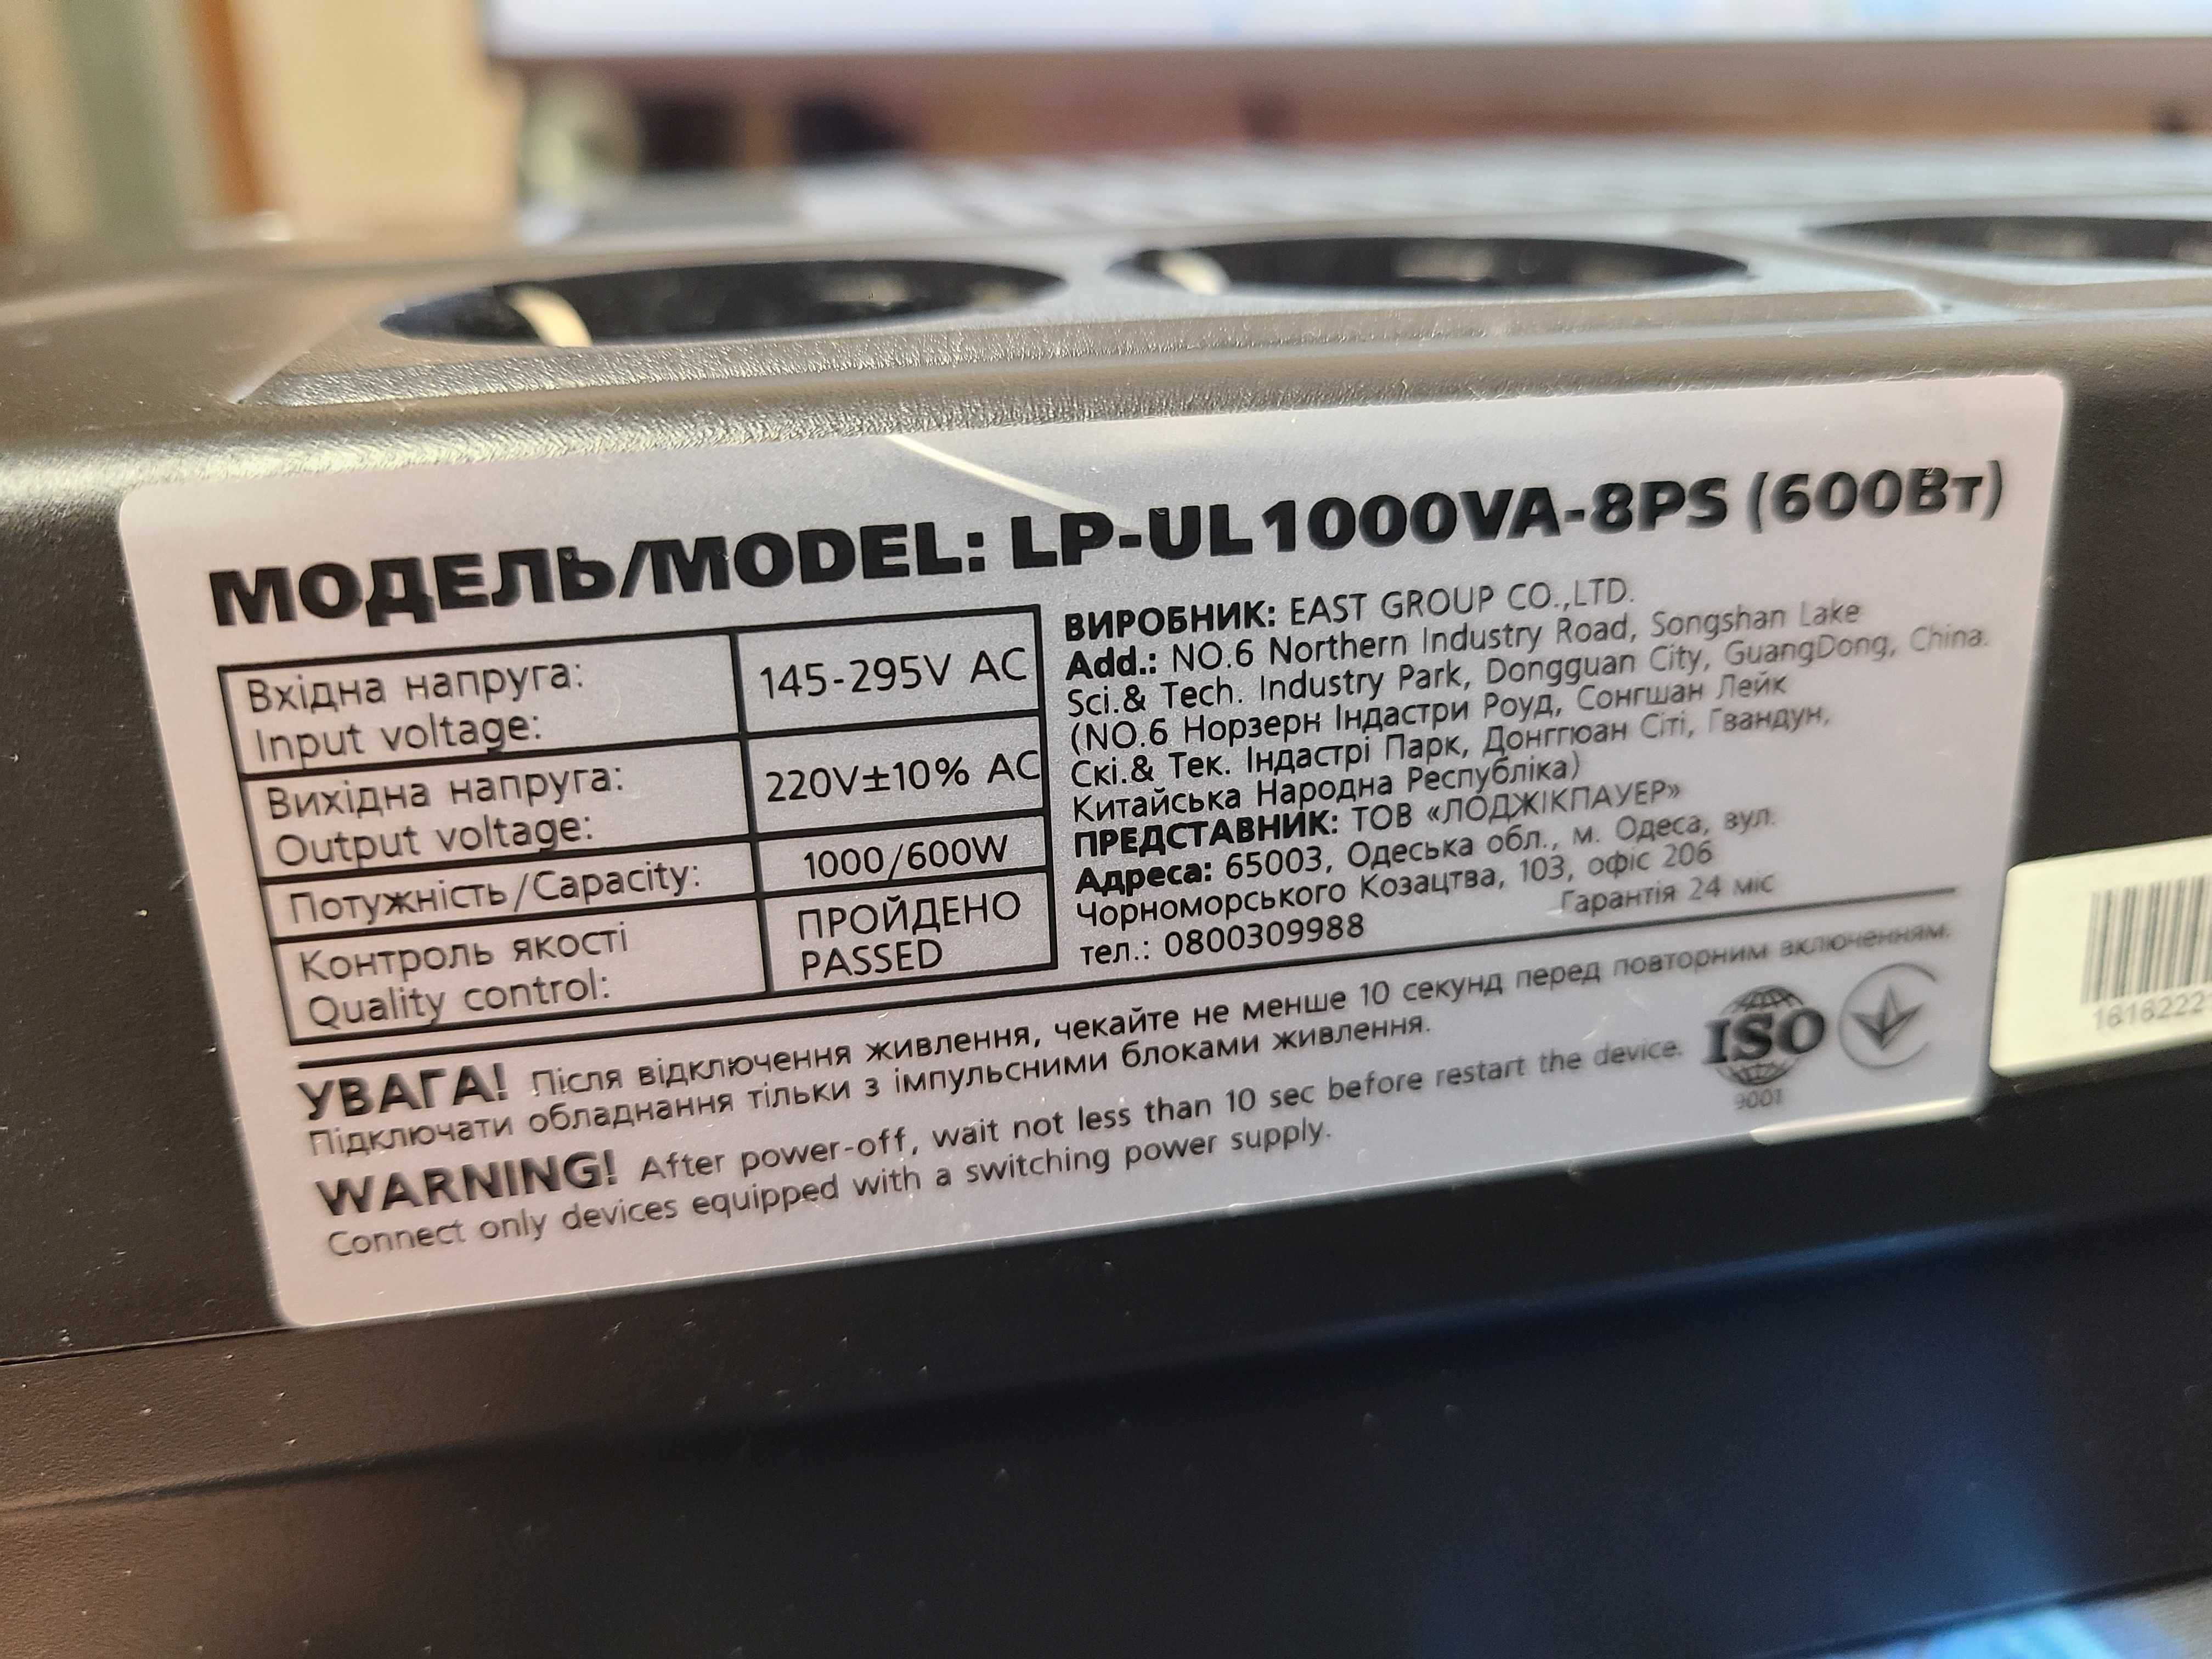 МОДЕЛЬ/MODEL: LP-UL1000VA-8PS (600Вт)
Вхідна напруга:
Input voltage:
145-295V AC
Вихідна напруга:
Output voltage:
220V±10% AC
Потужність/Capacity:
1000/600W
Контроль якості
Quality control:
ПРОЙДЕНО
PASSED
ВИРОБНИК: EAST GROUP CO.,LTD.
Add.: NO.6 Northern Industry Road, Songshan Lake
Sci.& Tech. Industry Park, Dongguan City, GuangDong, China.
(NO.6 Норзерн Індастри Роуд, Сонгшан Лейк
Скі.& Тек. Індастрі Парк, Донггюан Сіті, Гвандун,
Китайська Народна Республіка)
ПРЕДСТАВНИК: ТОВ «ЛОДЖІКПАУЕР»
Адреса: 65003, Одеська обл., м. Одеса, вул.
Чорноморського Козацтва, 103, офіс 206
тел.: 0800309988
Гарантія 24 міс
УВАГА! Після відключення живлення, чекайте не менше 10 секунд перед повторним включенням.
Підключати обладнання тільки з імпульсними блоками живлення.
WARNING! After power-off, wait not less than 10 sec before restart the device.
Connect only devices equipped with a switching power supply.
ISO
9001
1616222